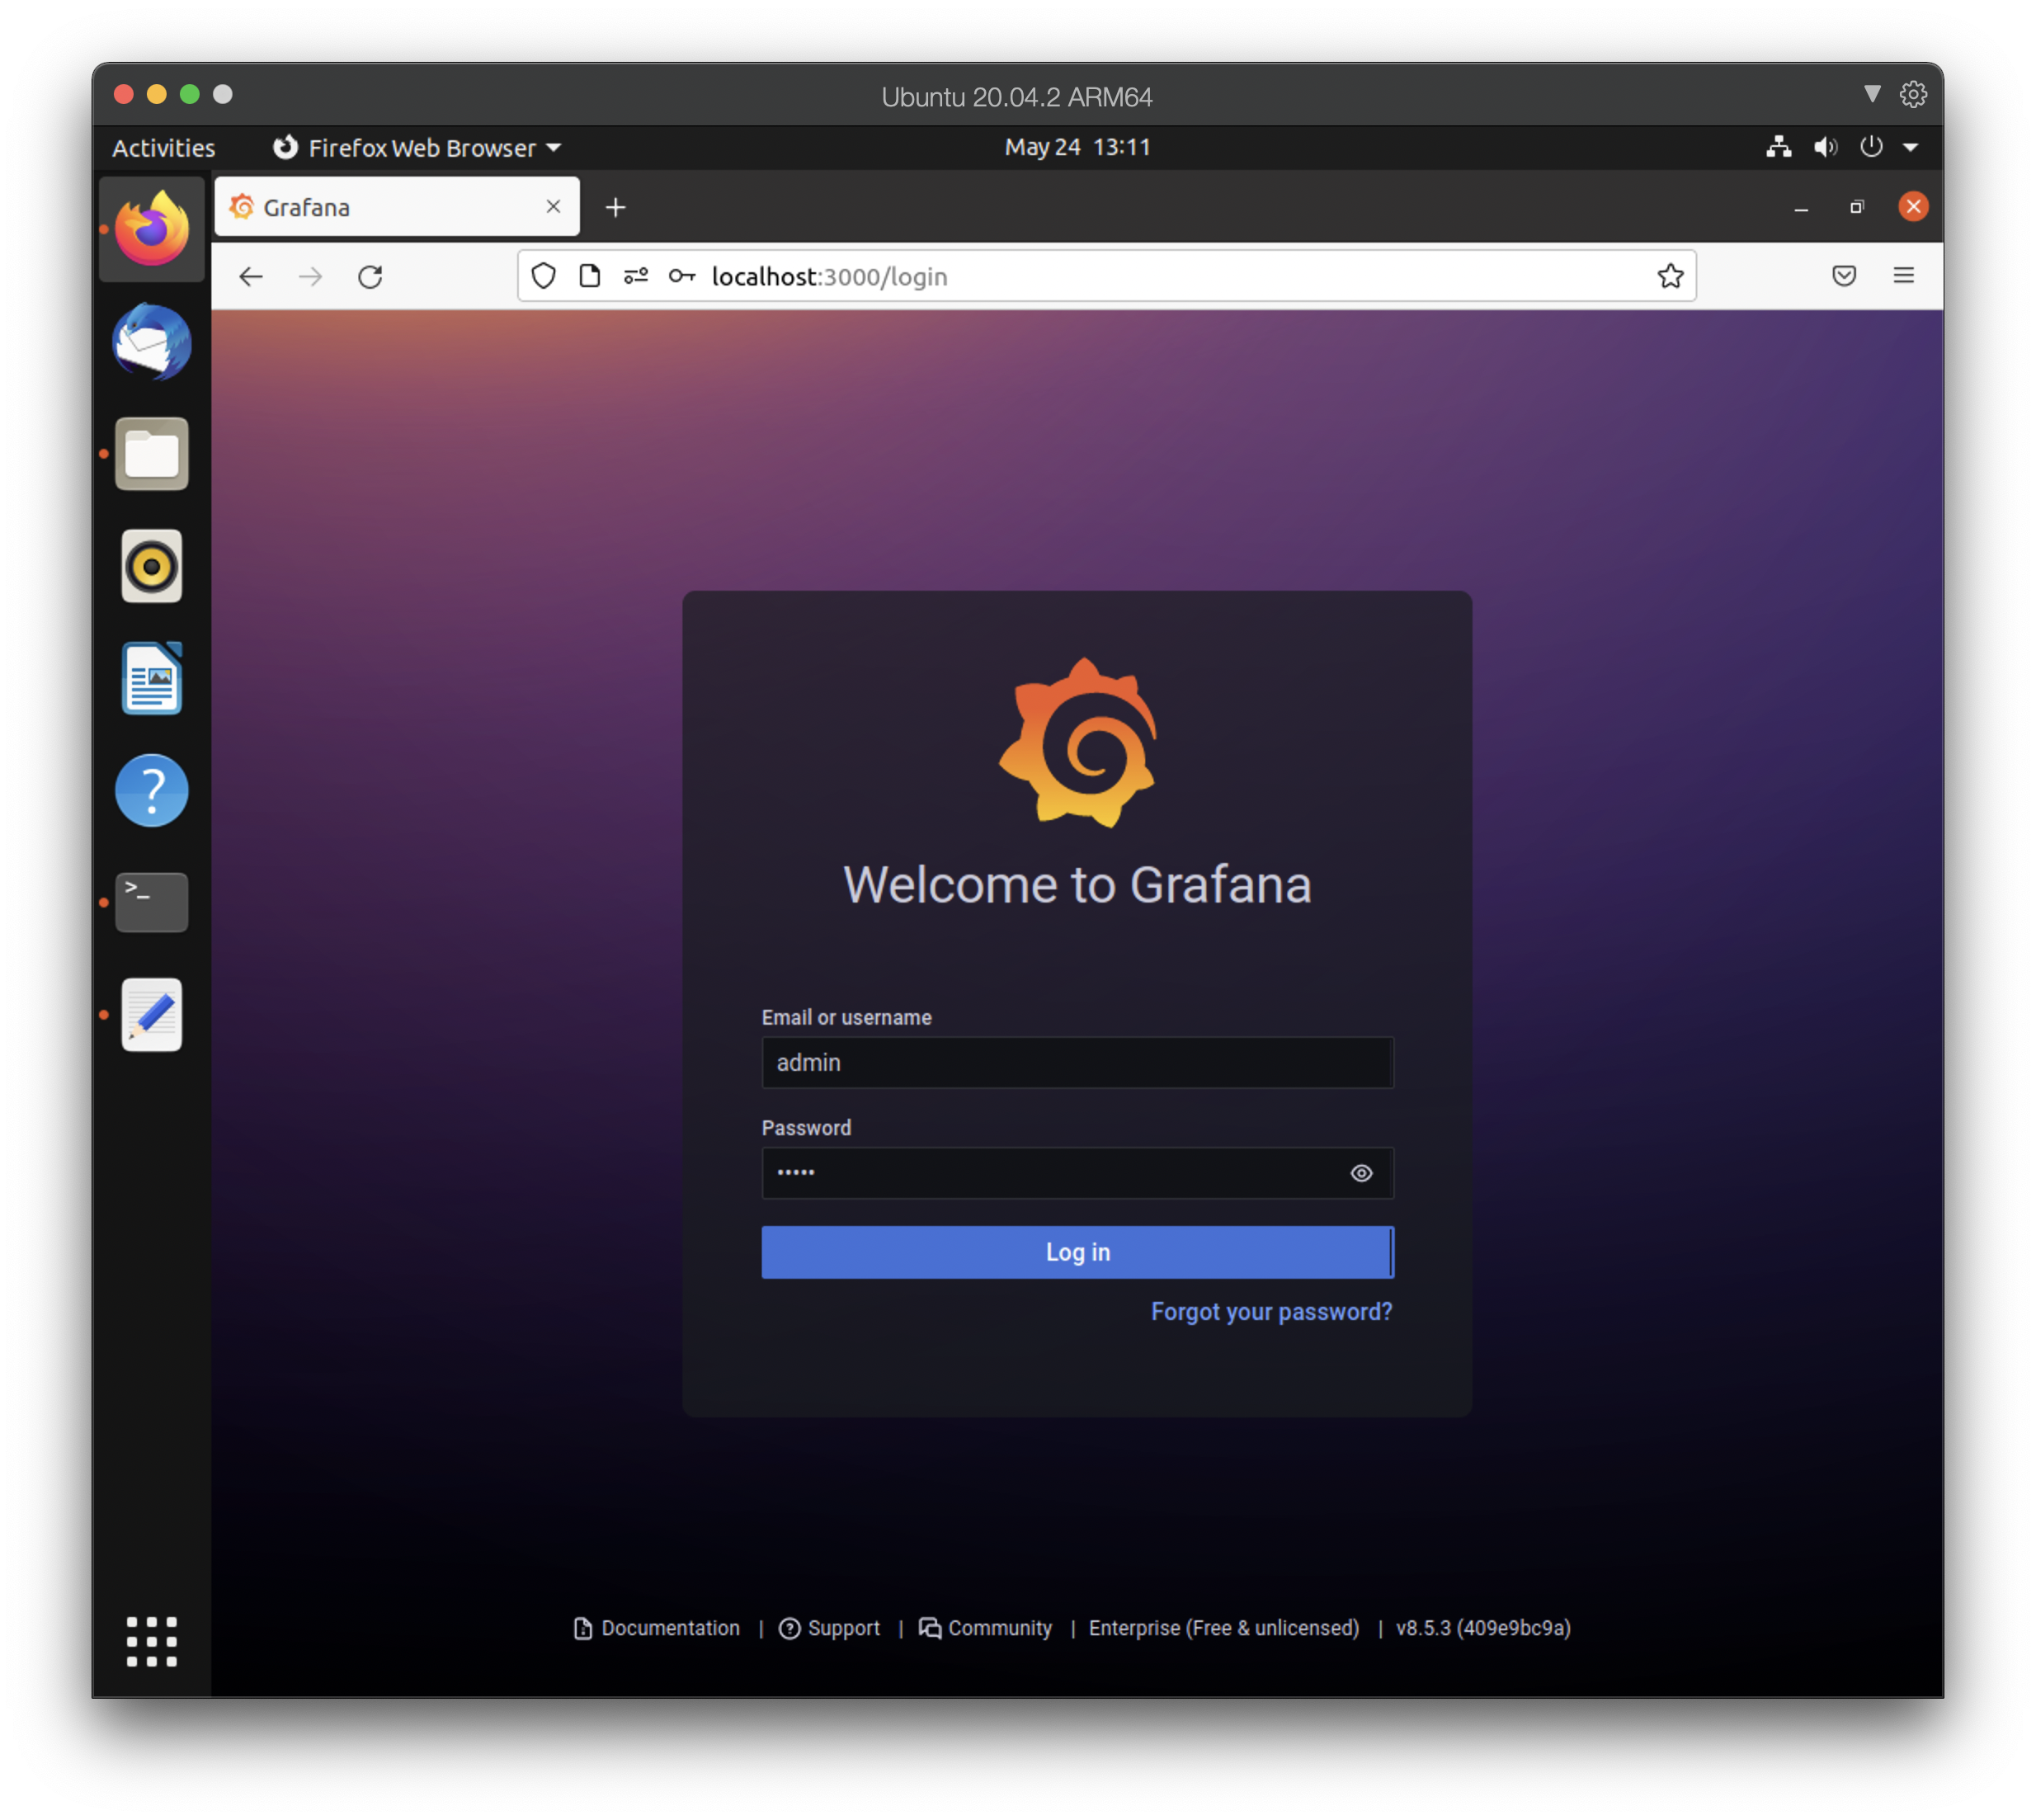 Ubuntu 20.04.2 ARM64
Activities Firefox Web Browser May 24 13:11
Grafana
localhost:3000/login
Welcome to Grafana
Email or username
admin
Password
•••••
Log in
Forgot your password?
Documentation | Support | Community | Enterprise (Free & unlicensed) | v8.5.3 (409e9bc9a)